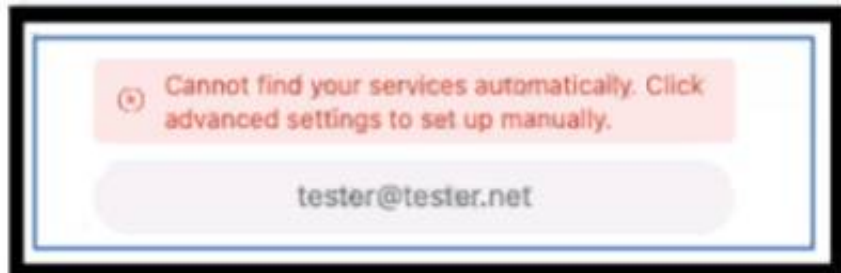 Cannot find your services automatically. Click
advanced settings to set up manually.
tester@tester.net